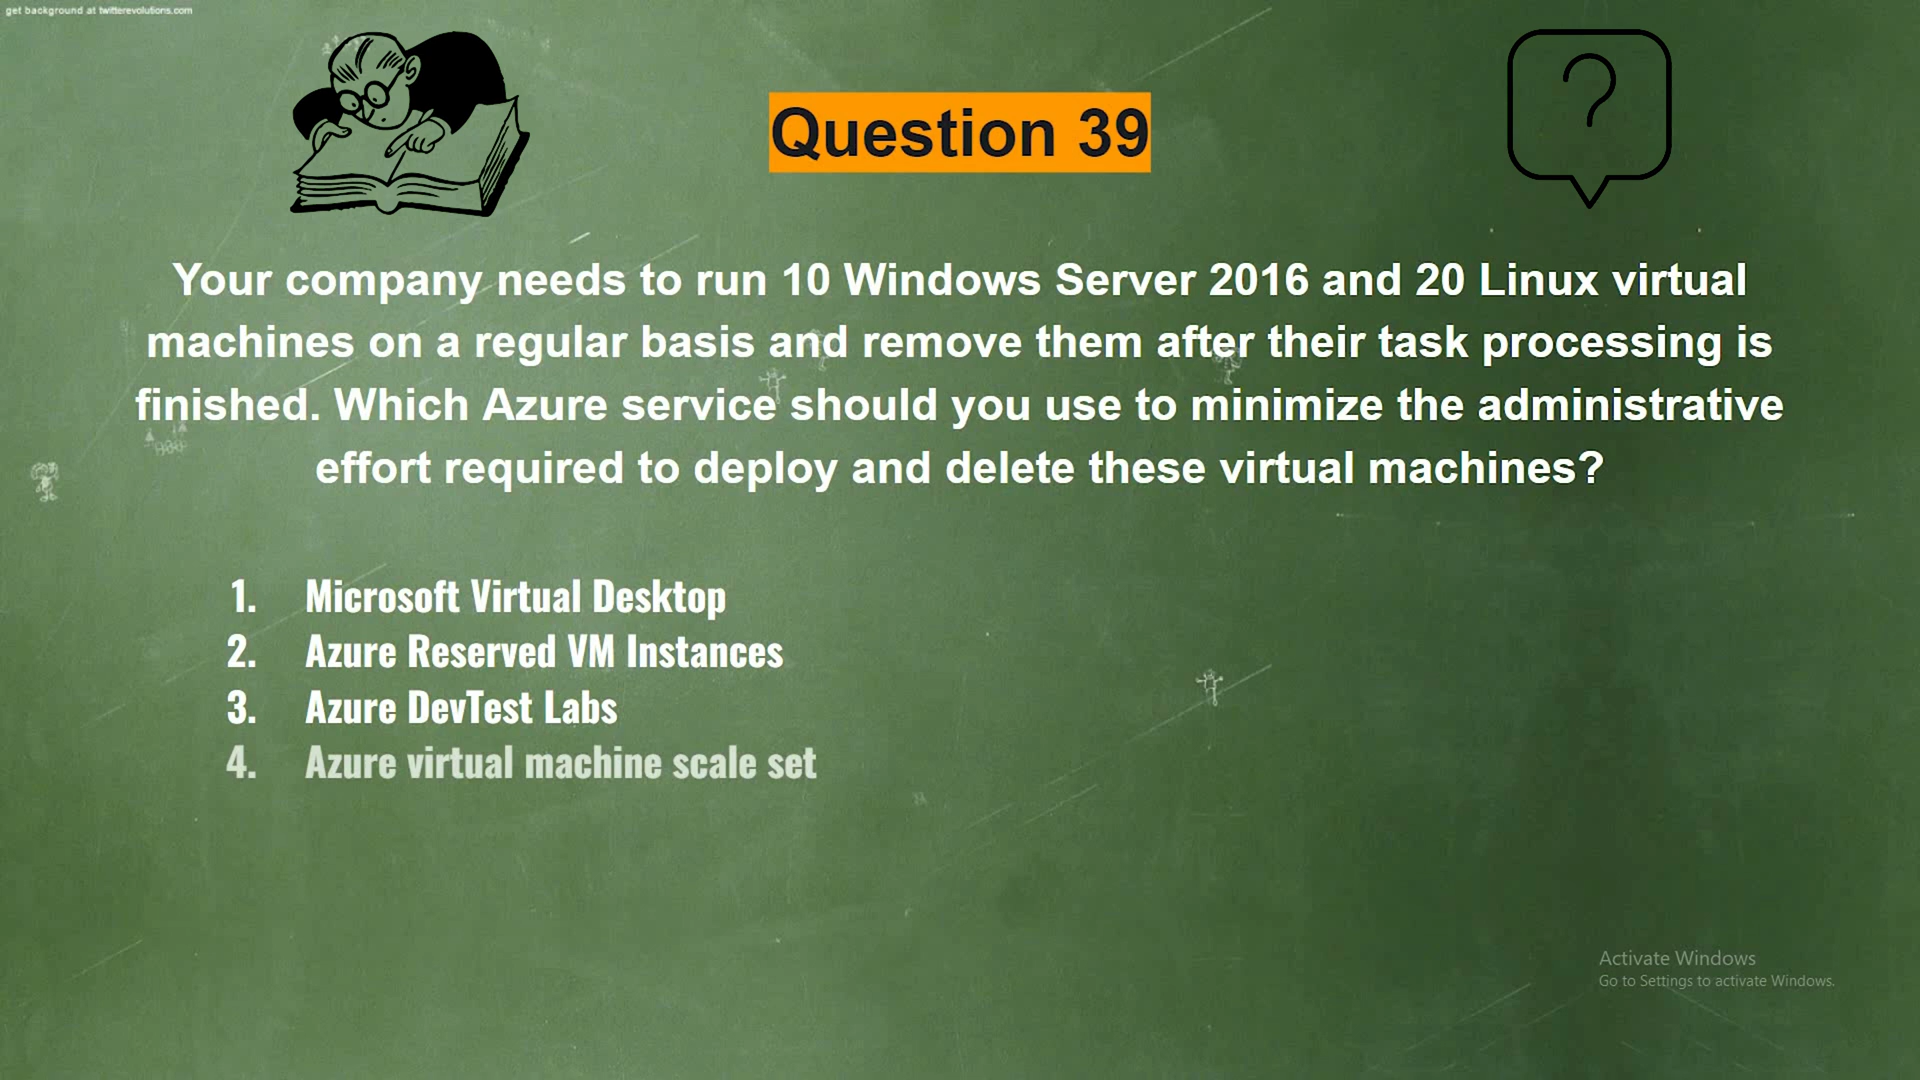 get background at twitterevolutions.com
Question 39
Your company needs to run 10 Windows Server 2016 and 20 Linux virtual
machines on a regular basis and remove them after their task processing is
finished. Which Azure service should you use to minimize the administrative
effort required to deploy and delete these virtual machines?
1. Microsoft Virtual Desktop
2. Azure Reserved VM Instances
3. Azure DevTest Labs
4. Azure virtual machine scale set
Activate Windows
Go to Settings to activate Windows.